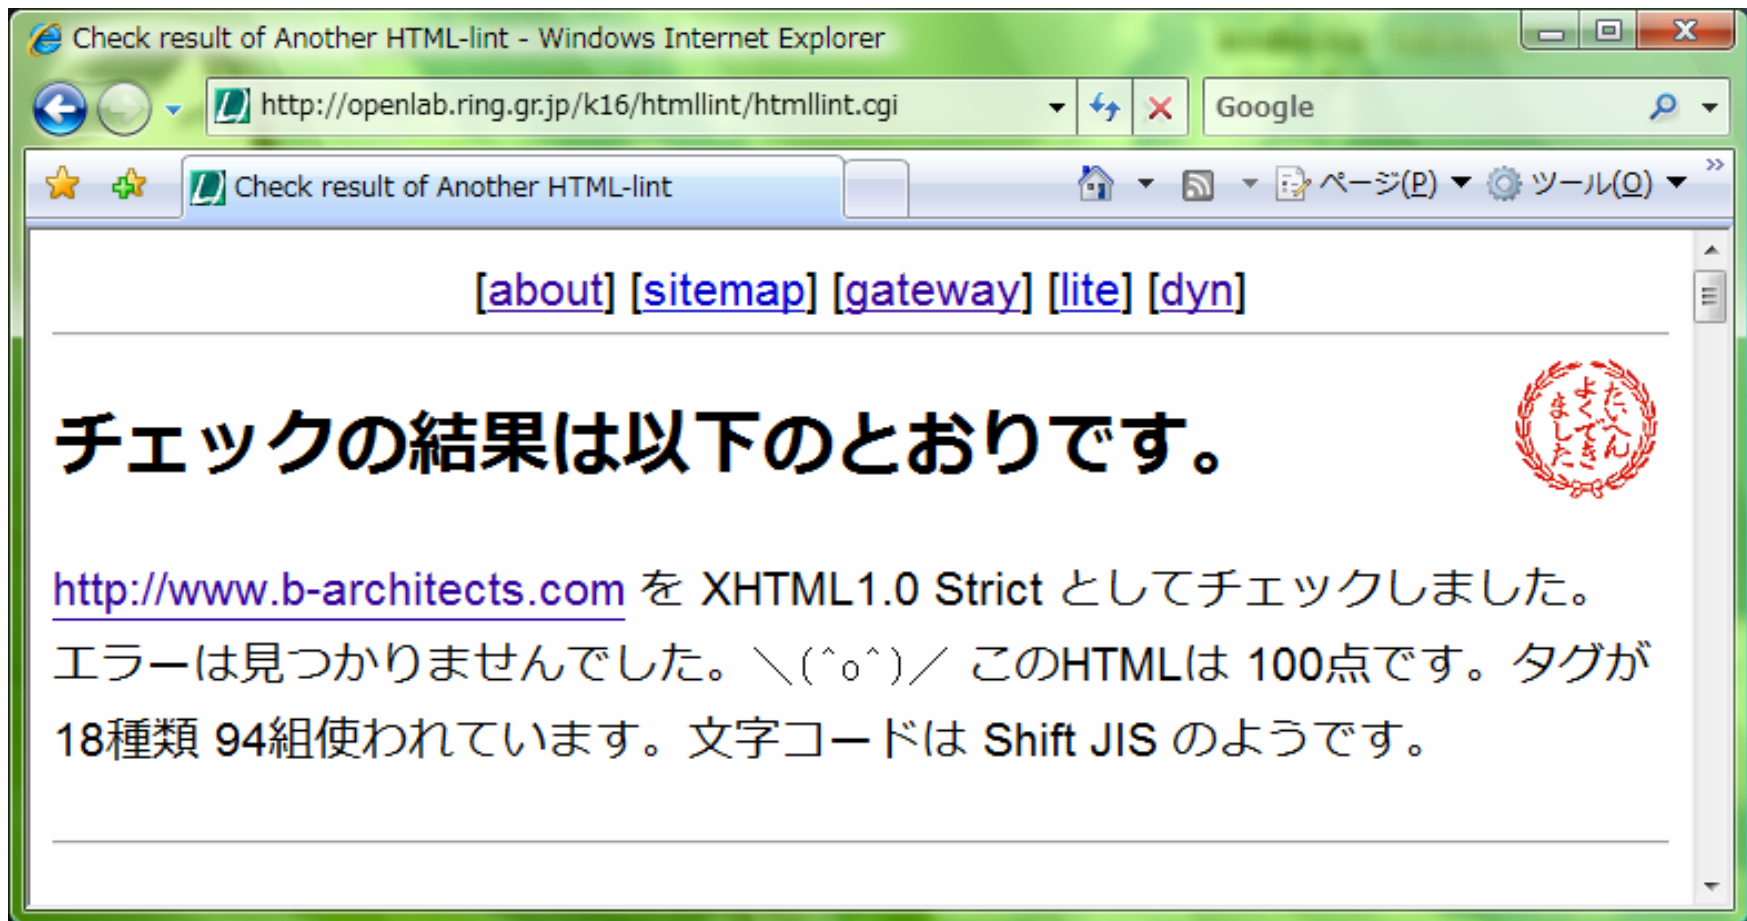 Check result of Another HTML-lint - Windows Internet Explorer
http://openlab.ring.gr.jp/k16/htmllint/htmllint.cgi
Google
Check result of Another HTML-lint
ページ(P) ツール(O)
[about] [sitemap] [gateway] [lite] [dyn]
チェックの結果は以下のとおりです。
たいへん
よくでき
ました
http://www.b-architects.com を XHTML1.0 Strict としてチェックしました。
エラーは見つかりませんでした。＼(^o^)／ このHTMLは 100点です。タグが
18種類 94組使われています。文字コードは Shift JIS のようです。